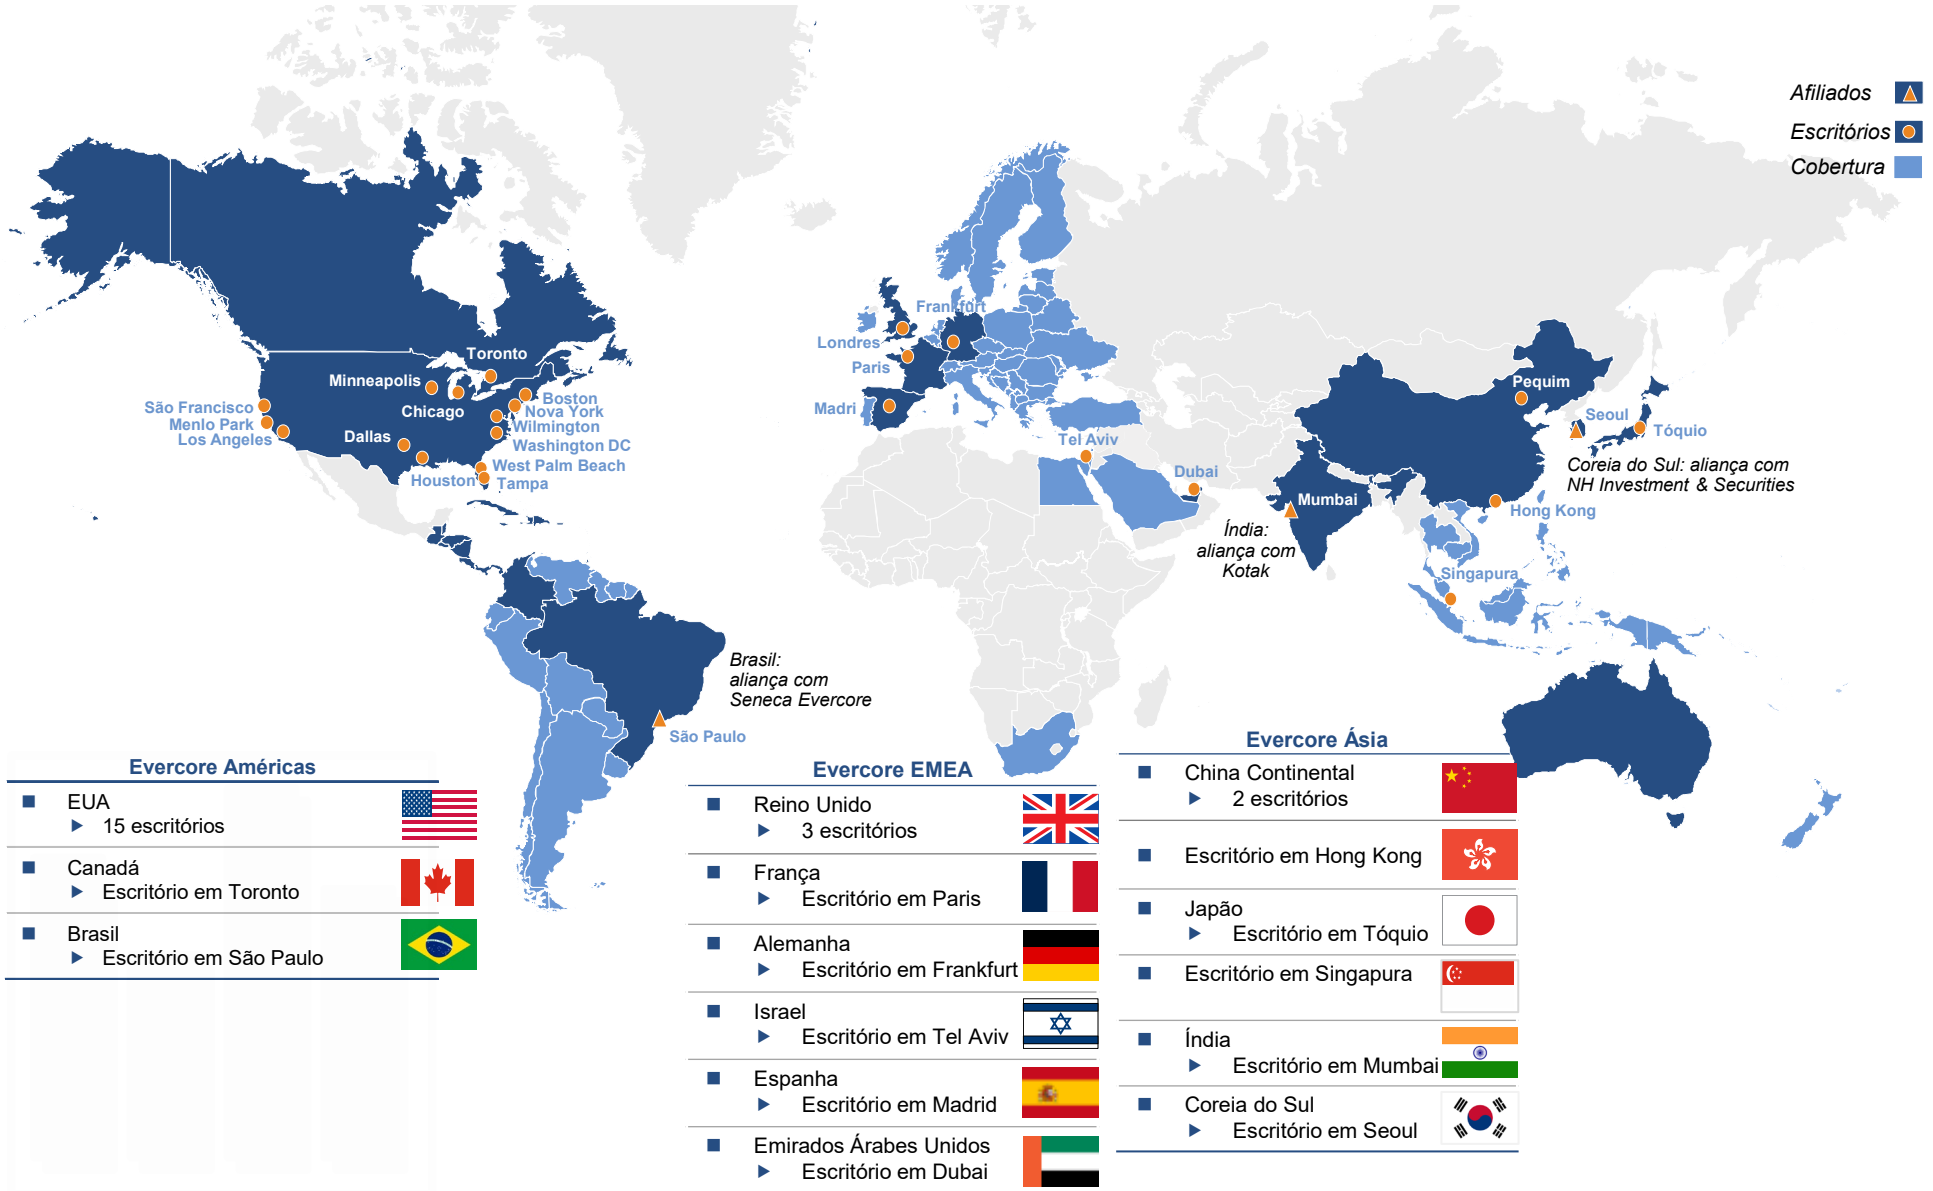 Afiliados
Escritórios
Cobertura
Toronto
Minneapolis
Chicago
Boston
Nova York
Wilmington
Washington DC
São Francisco
Menlo Park
Los Angeles
Dallas
West Palm Beach
Houston
Tampa
Frankfurt
Londres
Paris
Madri
Tel Aviv
Dubai
Mumbai
Índia:
aliança com
Kotak
Pequim
Seoul
Tóquio
Coreia do Sul: aliança com
NH Investment & Securities
Hong Kong
Singapura
Brasil:
aliança com
Seneca Evercore
São Paulo
Evercore Américas
EUA
15 escritórios
Canadá
Escritório em Toronto
Brasil
Escritório em São Paulo
Evercore EMEA
Reino Unido
3 escritórios
França
Escritório em Paris
Alemanha
Escritório em Frankfurt
Israel
Escritório em Tel Aviv
Espanha
Escritório em Madrid
Emirados Árabes Unidos
Escritório em Dubai
Evercore Ásia
China Continental
2 escritórios
Escritório em Hong Kong
Japão
Escritório em Tóquio
Escritório em Singapura
Índia
Escritório em Mumbai
Coreia do Sul
Escritório em Seoul